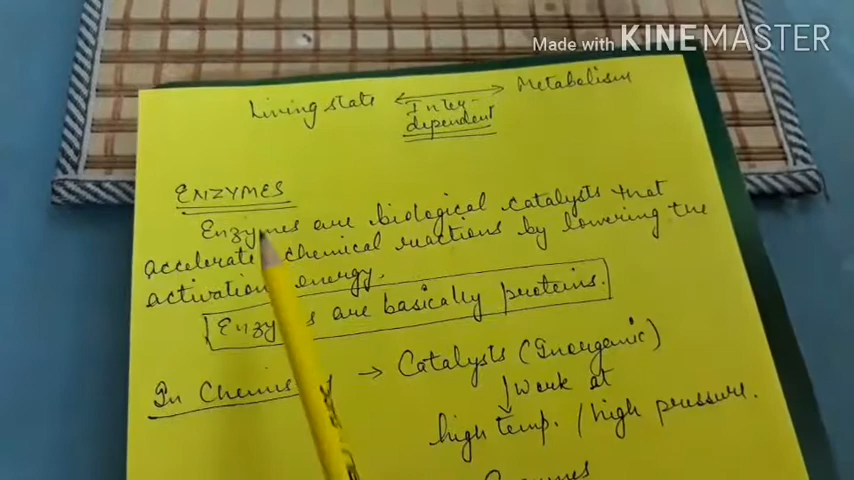 Made with KINEMASTER
Living State ⟷ Metabolism
Inter-
dependent
ENZYMES
Enzymes are biological catalysts that
accelerate chemical reactions by lowering the
activation energy.
Enzy s are basically proteins.
In Chemis → Catalysts (Inorganic)
↓ work at
high temp. / high pressure.